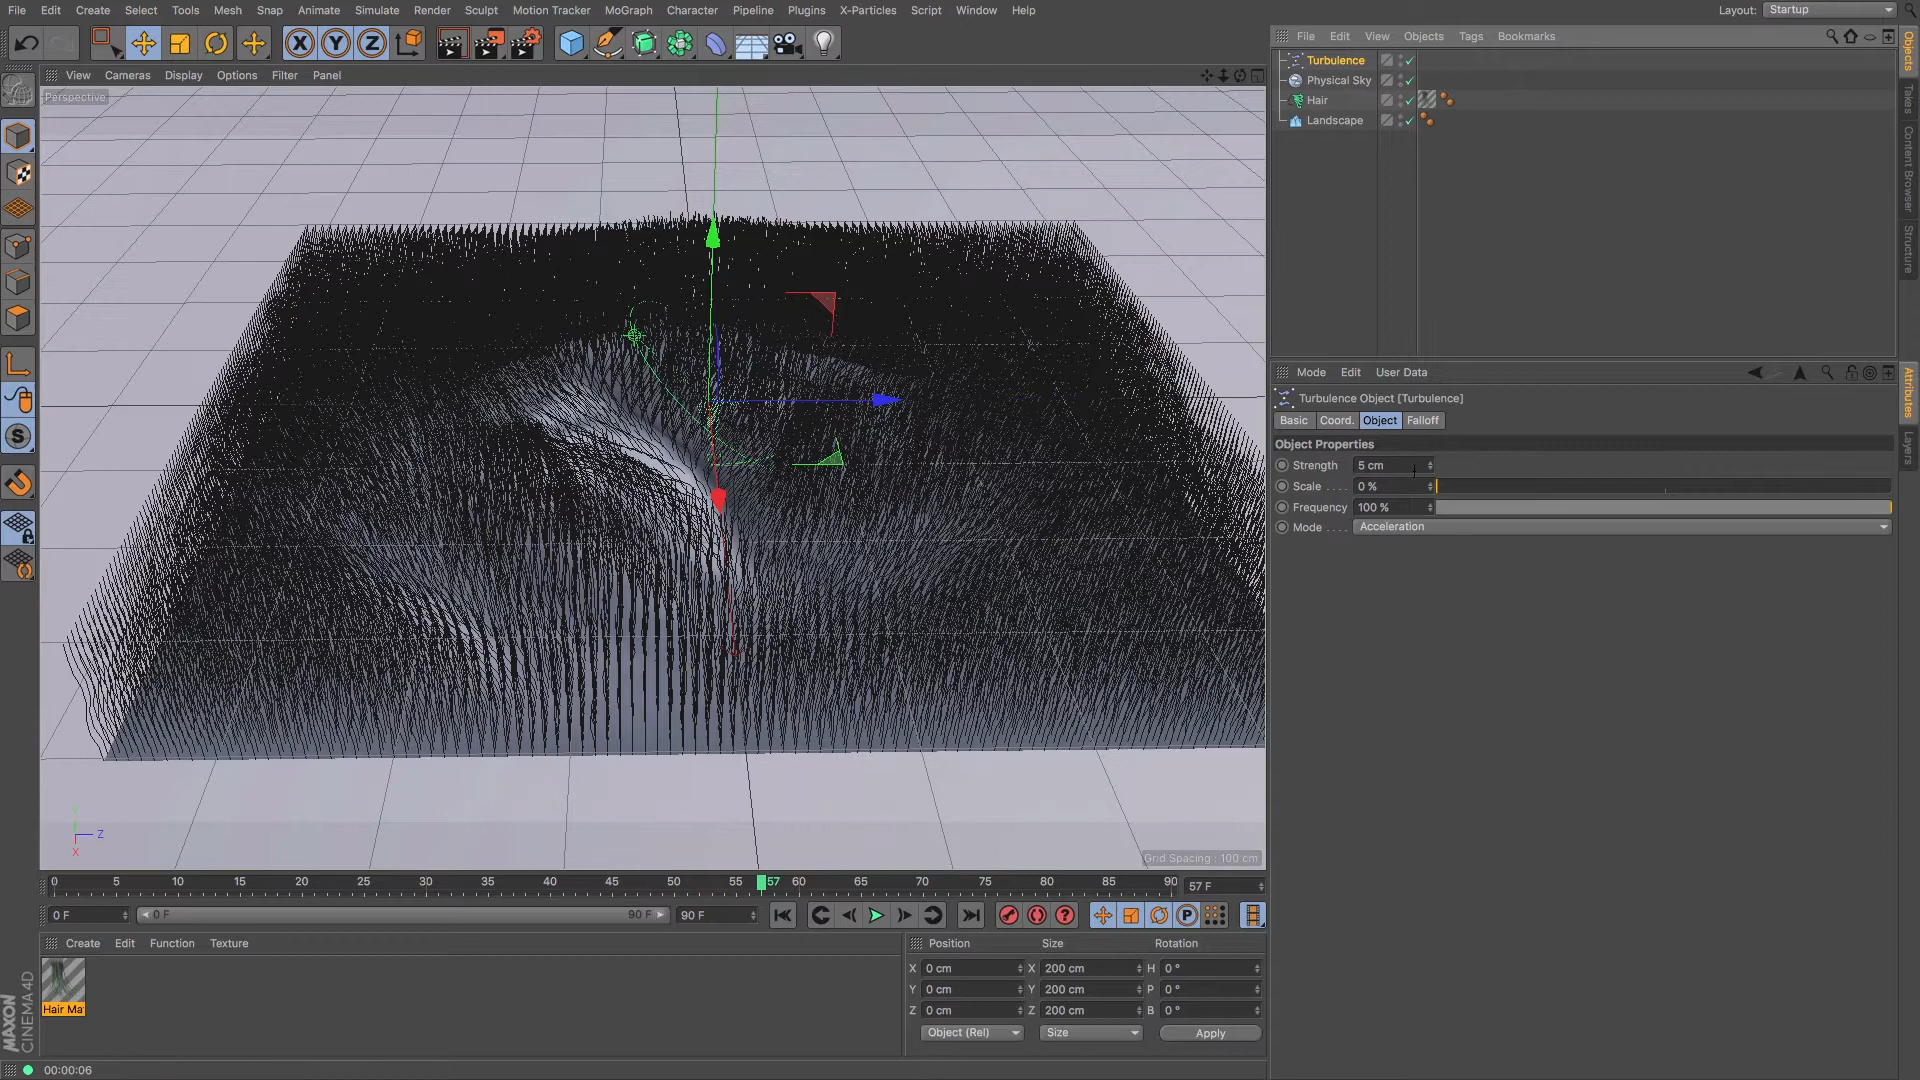 File Edit Create Select Tools Mesh Snap Animate Simulate Render Sculpt Motion Tracker MoGraph Character Pipeline Plugins X-Particles Script Window Help
Layout: Startup
View Cameras Display Options Filter Panel
Perspective
Grid Spacing : 100 cm
Y
Z
X
File Edit View Objects Tags Bookmarks
Turbulence
Physical Sky
Hair
Landscape
Objects
Takes
Content Browser
Structure
Mode Edit User Data
Turbulence Object [Turbulence]
Basic Coord. Object Falloff
Object Properties
Strength 5 cm
Scale . . . . 0 %
Frequency 100 %
Mode . . . . Acceleration
Attributes
Layers
0 5 10 15 20 25 30 35 40 45 50 55 57 60 65 70 75 80 85 90
57 F
0 F 0 F 90 F 90 F
Create Edit Function Texture
Hair Ma
Position Size Rotation
X 0 cm X 200 cm H 0 °
Y 0 cm Y 200 cm P 0 °
Z 0 cm Z 200 cm B 0 °
Object (Rel) Size Apply
MAXON
CINEMA 4D
00:00:06